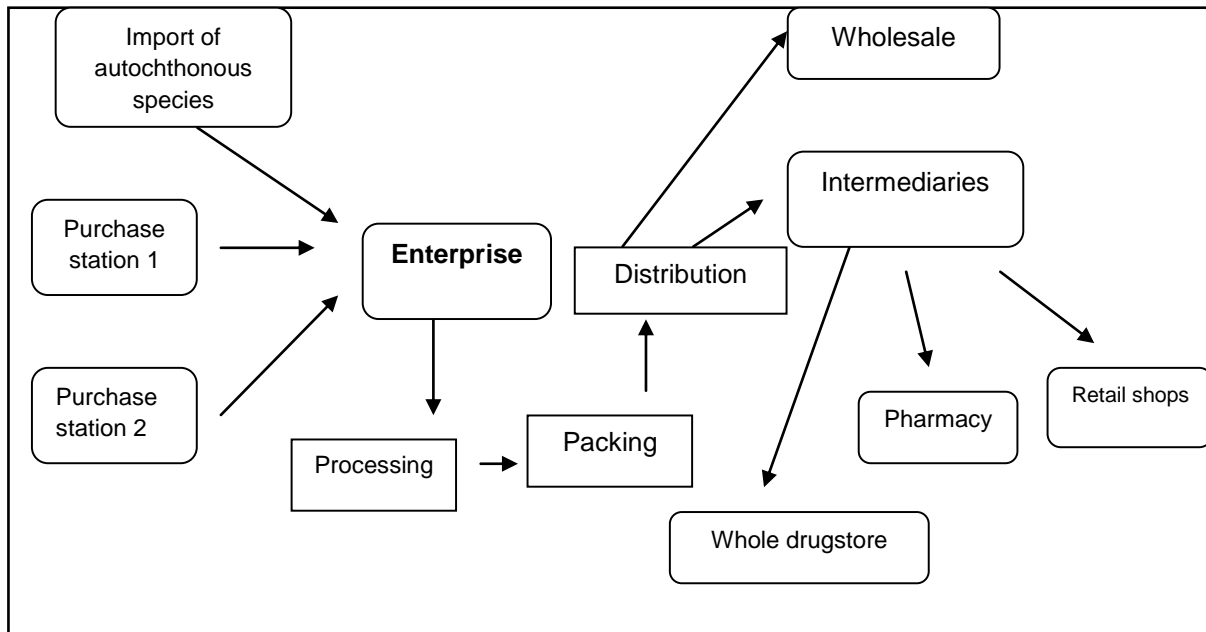 Import of
autochthonous
species
Wholesale
Intermediaries
Purchase
station 1
Enterprise
Distribution
Purchase
station 2
Processing
Packing
Pharmacy
Retail shops
Whole drugstore